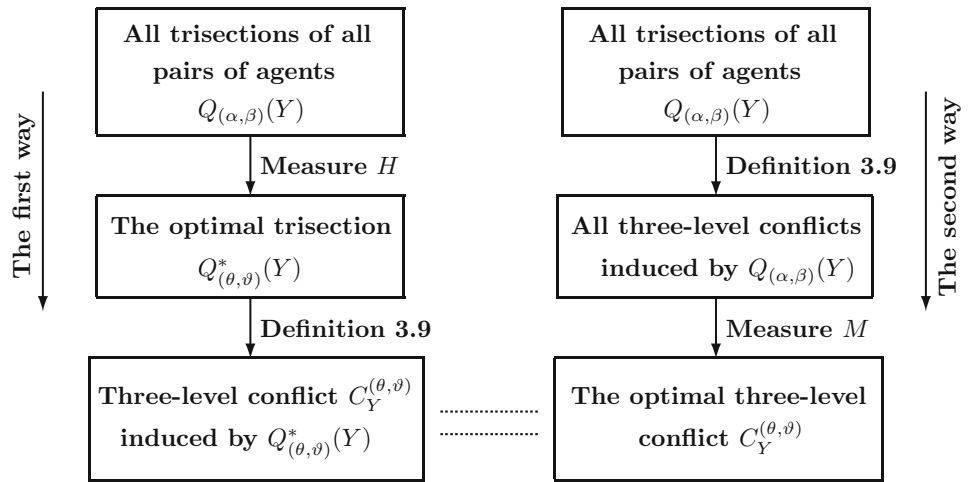 The first way
All trisections of all
pairs of agents
Q_{(α,β)}(Y)
Measure H
The optimal trisection
Q^*_{(θ,ϑ)}(Y)
Definition 3.9
Three-level conflict C_Y^{(θ,ϑ)}
induced by Q^*_{(θ,ϑ)}(Y)
All trisections of all
pairs of agents
Q_{(α,β)}(Y)
Definition 3.9
All three-level conflicts
induced by Q_{(α,β)}(Y)
Measure M
The optimal three-level
conflict C_Y^{(θ,ϑ)}
The second way